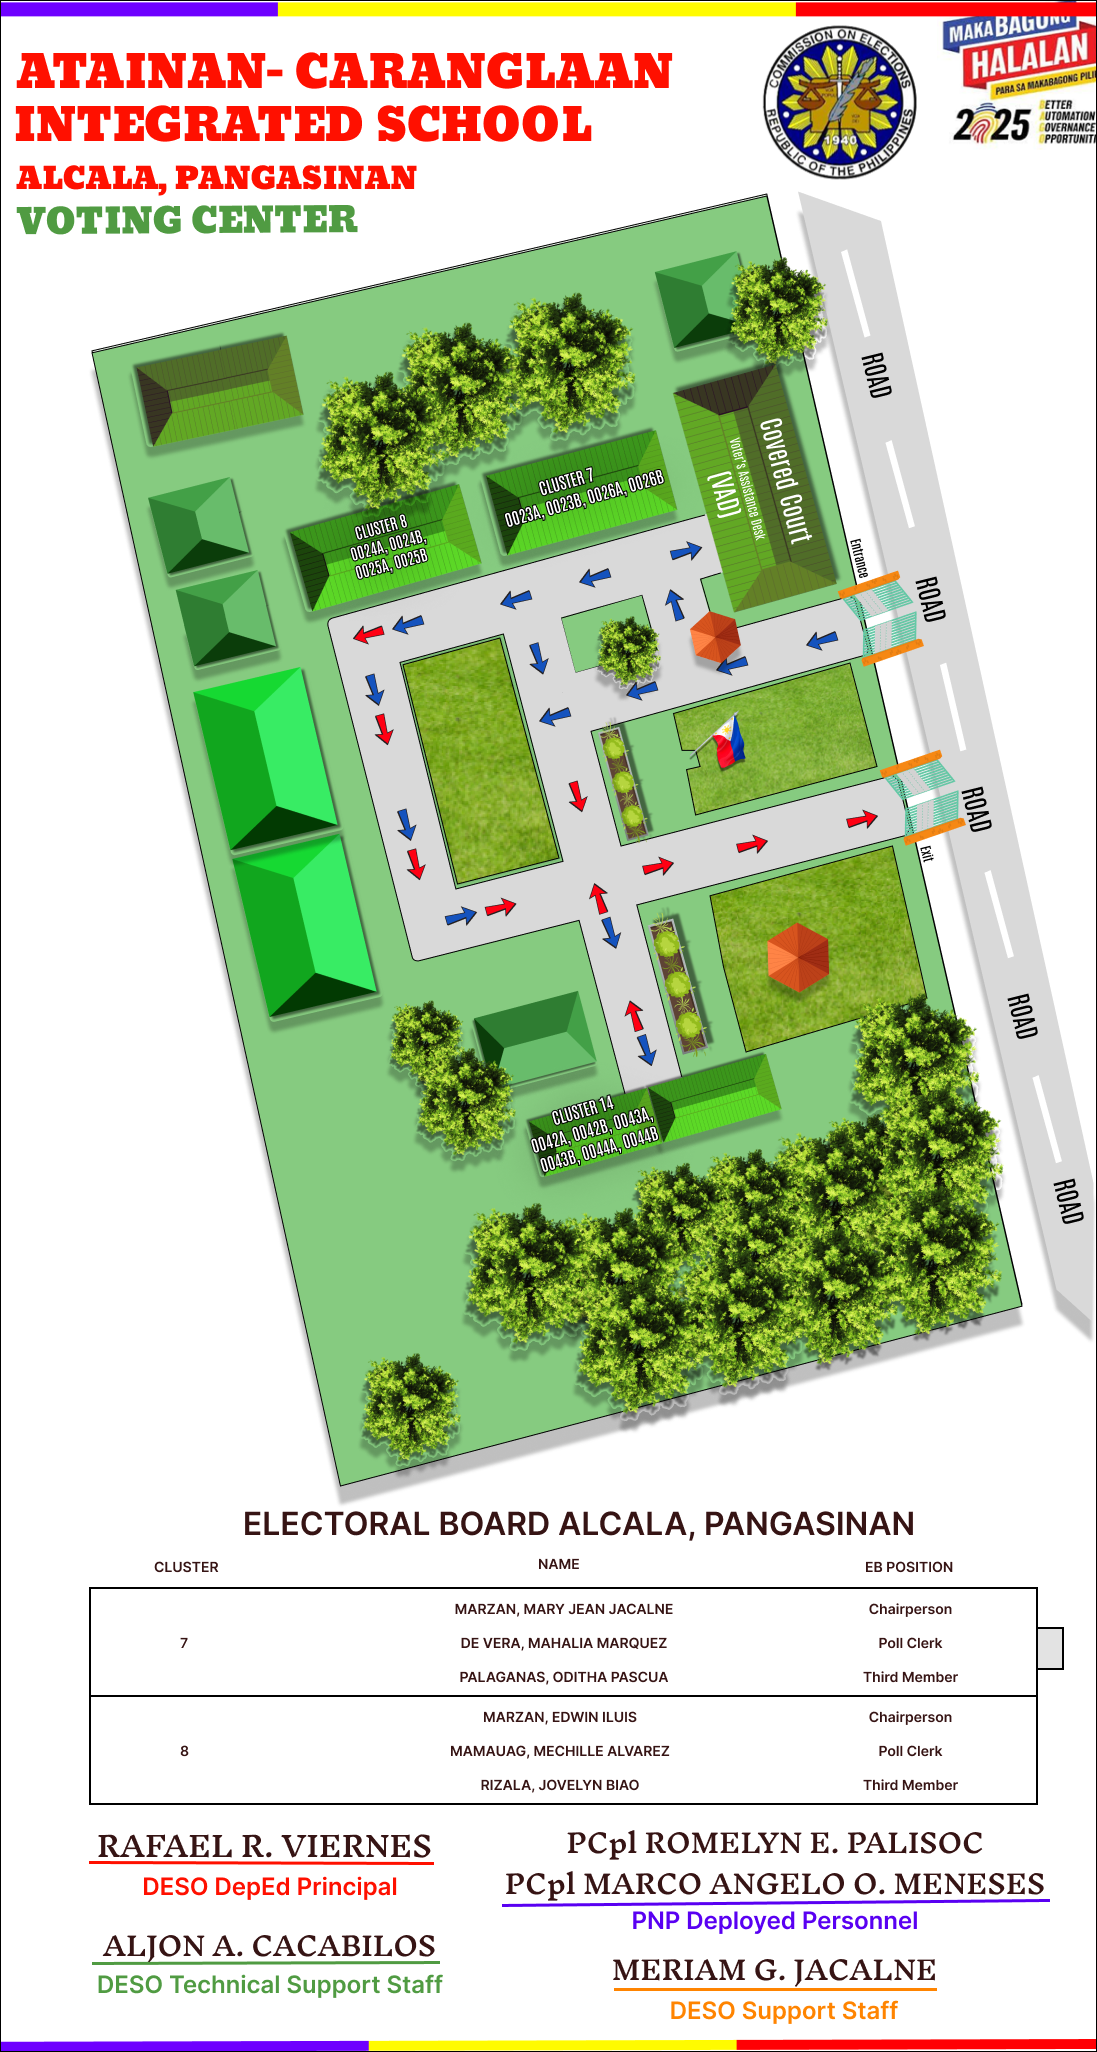 ATAINAN- CARANGLAAN
INTEGRATED SCHOOL
ALCALA, PANGASINAN
VOTING CENTER
COMMISSION ON ELECTIONS
1940
REPUBLIC OF THE PHILIPPINES
MAKABAGONG
HALALAN
PARA SA MAKABAGONG PILI
2025
BETTER
AUTOMATION
GOVERNANCE
OPPORTUNITI
ROAD
Covered Court
Voter's Assistance Desk
(VAD)
CLUSTER 7
0023A, 0023B, 0026A, 0026B
CLUSTER 8
0024A, 0024B,
0025A, 0025B
Entrance
ROAD
ROAD
Exit
ROAD
CLUSTER 14
0042A, 0042B, 0043A,
0043B, 0044A, 0044B
ROAD
ELECTORAL BOARD ALCALA, PANGASINAN
CLUSTER NAME EB POSITION
MARZAN, MARY JEAN JACALNE Chairperson
7 DE VERA, MAHALIA MARQUEZ Poll Clerk
PALAGANAS, ODITHA PASCUA Third Member
MARZAN, EDWIN ILUIS Chairperson
8 MAMAUAG, MECHILLE ALVAREZ Poll Clerk
RIZALA, JOVELYN BIAO Third Member
RAFAEL R. VIERNES
DESO DepEd Principal
PCpl ROMELYN E. PALISOC
PCpl MARCO ANGELO O. MENESES
PNP Deployed Personnel
ALJON A. CACABILOS
DESO Technical Support Staff
MERIAM G. JACALNE
DESO Support Staff